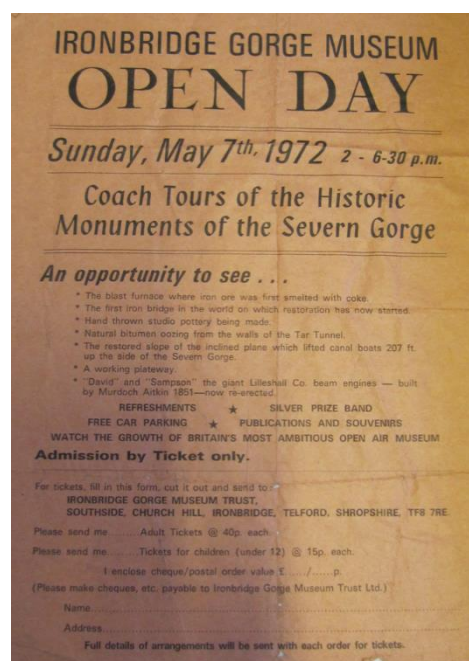 IRONBRIDGE GORGE MUSEUM
OPEN DAY
Sunday, May 7th, 1972 2 - 6-30 p.m.
Coach Tours of the Historic
Monuments of the Severn Gorge
An opportunity to see . . .
* The blast furnace where iron ore was first smelted with coke.
* The first iron bridge in the world on which restoration has now started.
* Hand thrown studio pottery being made.
* Natural bitumen oozing from the walls of the Tar Tunnel.
* The restored slope of the inclined plane which lifted canal boats 207 ft.
up the side of the Severn Gorge.
* A working plateway.
* "David" and "Sampson" the giant Lilleshall Co. beam engines — built
by Murdoch Aitkin 1851—now re-erected.
REFRESHMENTS ★ SILVER PRIZE BAND
FREE CAR PARKING ★ PUBLICATIONS AND SOUVENIRS
WATCH THE GROWTH OF BRITAIN'S MOST AMBITIOUS OPEN AIR MUSEUM
Admission by Ticket only.
For tickets, fill in this form, cut it out and send to:-
IRONBRIDGE GORGE MUSEUM TRUST,
SOUTHSIDE, CHURCH HILL, IRONBRIDGE, TELFORD, SHROPSHIRE, TF8 7RE.
Please send me.........Adult Tickets @ 40p. each.
Please send me.........Tickets for children (under 12) @ 15p. each.
I enclose cheque/postal order value £....../......p.
(Please make cheques, etc. payable to Ironbridge Gorge Museum Trust Ltd.)
Name............................................................
Address............................................................
Full details of arrangements will be sent with each order for tickets.